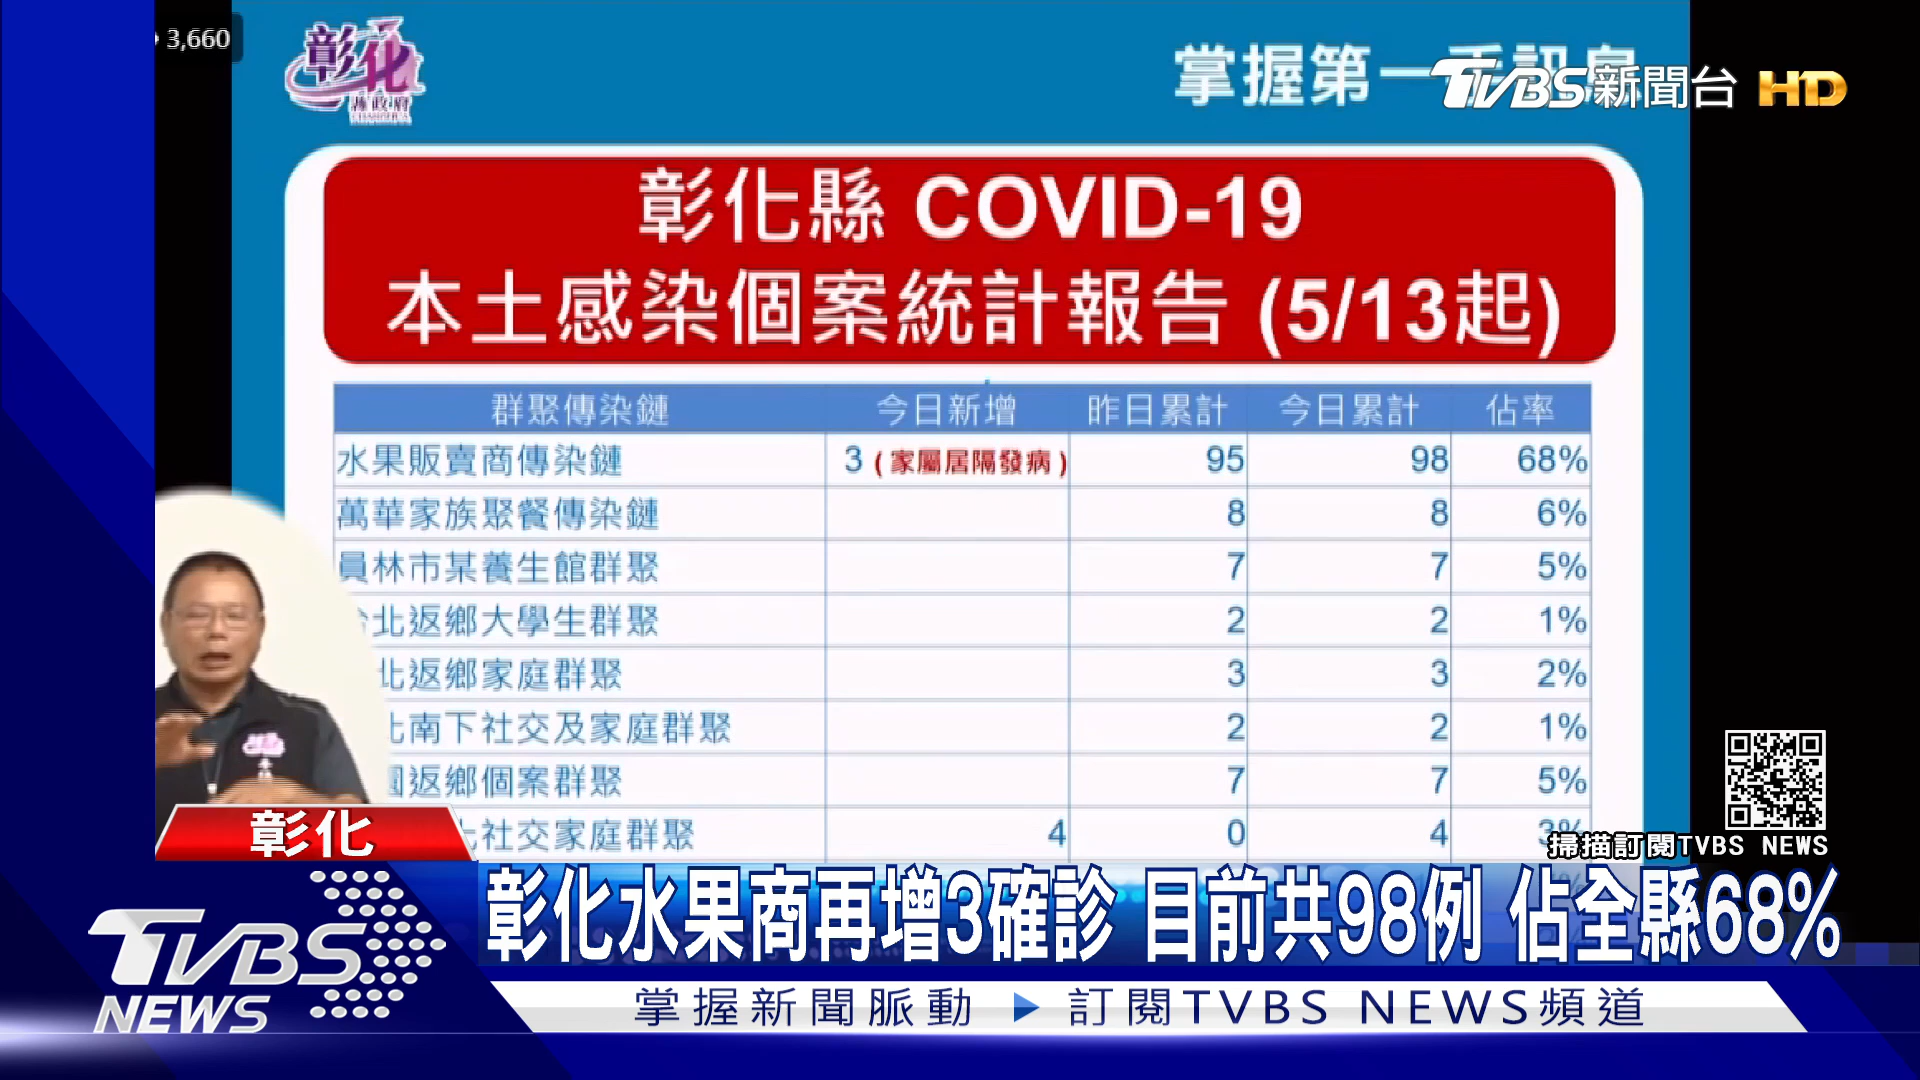 3,660
彰化
縣政府
CHANGHUA
掌握第一手訊息
TVBS新聞台 HD
彰化縣 COVID-19
本土感染個案統計報告 (5/13起)
群聚傳染鏈 今日新增 昨日累計 今日累計 佔率
水果販賣商傳染鏈 3 (家屬居隔發病) 95 98 68%
萬華家族聚餐傳染鏈 8 8 6%
員林市某養生館群聚 7 7 5%
台北返鄉大學生群聚 2 2 1%
北返鄉家庭群聚 3 3 2%
北南下社交及家庭群聚 2 2 1%
園返鄉個案群聚 7 7 5%
社交家庭群聚 4 0 4 3%
掃描訂閱TVBS NEWS
彰化
彰化水果商再增3確診 目前共98例 佔全縣68%
TVBS
NEWS
掌握新聞脈動 ▶ 訂閱TVBS NEWS頻道